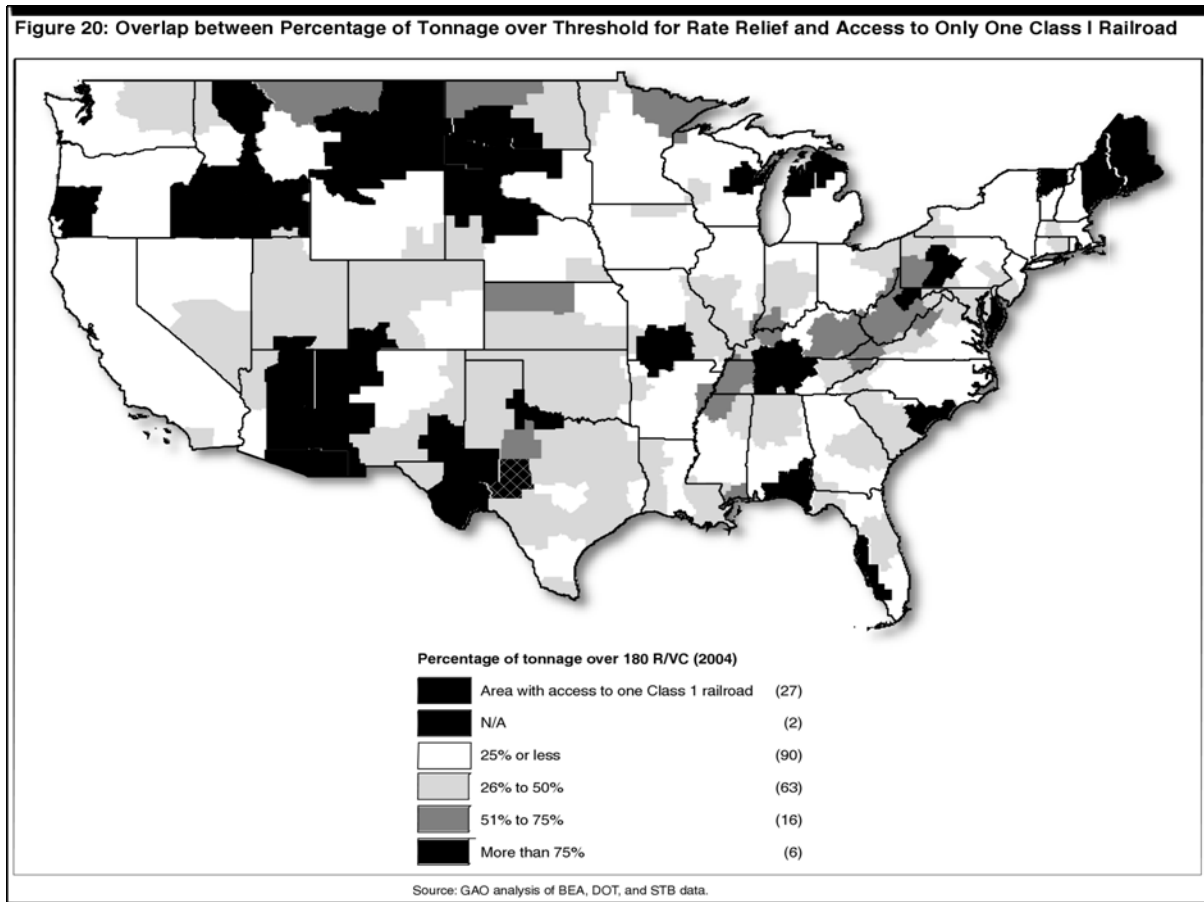 Figure 20: Overlap between Percentage of Tonnage over Threshold for Rate Relief and Access to Only One Class I Railroad
Percentage of tonnage over 180 R/VC (2004)
Area with access to one Class 1 railroad (27)
N/A (2)
25% or less (90)
26% to 50% (63)
51% to 75% (16)
More than 75% (6)
Source: GAO analysis of BEA, DOT, and STB data.